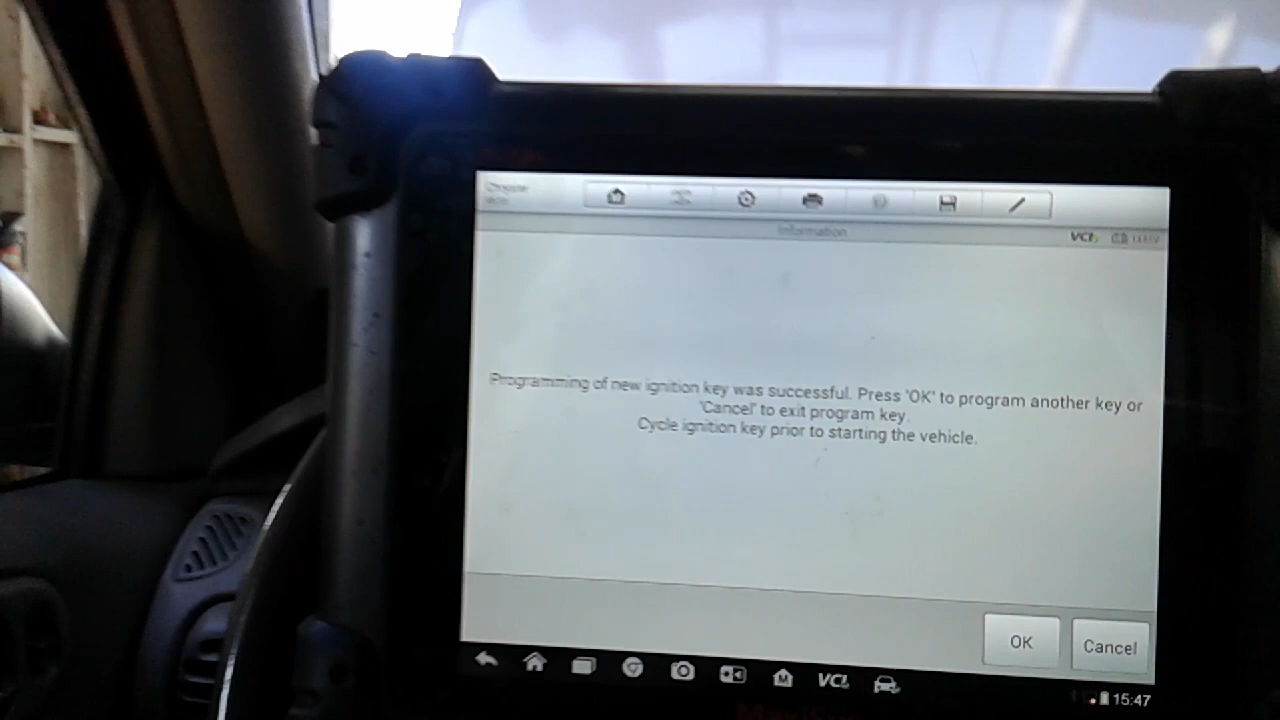 Information
VCI
Programming of new ignition key was successful. Press 'OK' to program another key or
'Cancel' to exit program key.
Cycle ignition key prior to starting the vehicle.
OK
Cancel
VCI
15:47